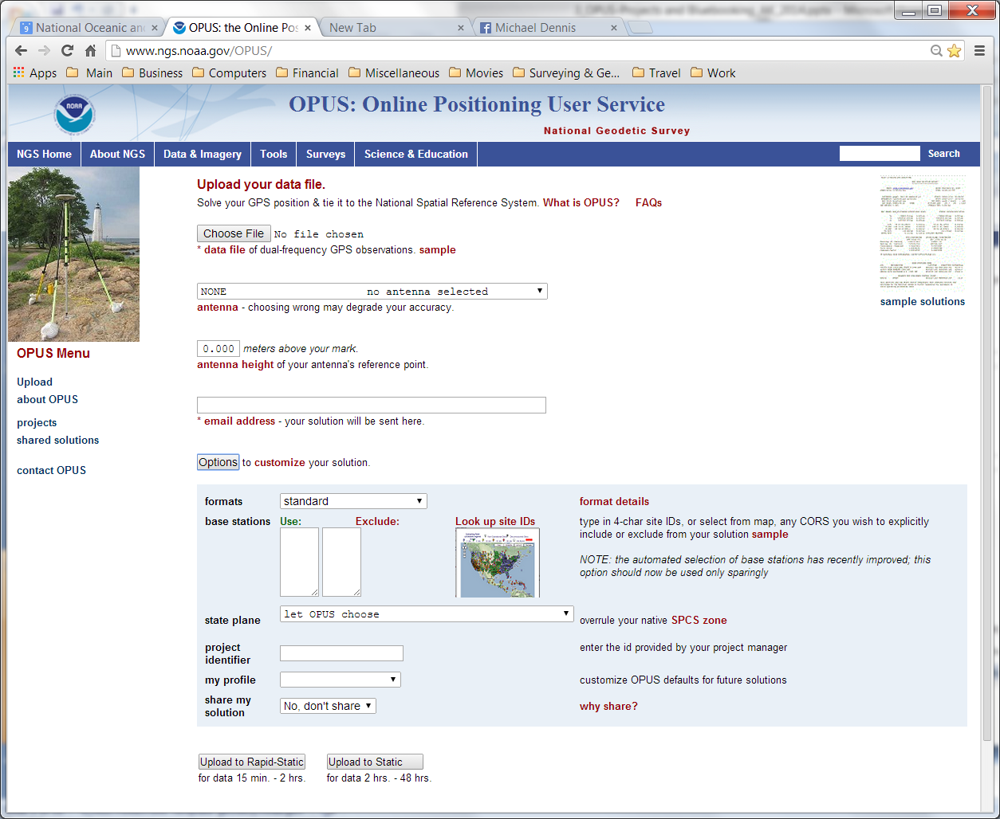 National Oceanic an
OPUS: the Online Pos
New Tab
Michael Dennis
www.ngs.noaa.gov/OPUS/
Apps Main Business Computers Financial Miscellaneous Movies Surveying & Ge... Travel Work
NOAA
OPUS: Online Positioning User Service
National Geodetic Survey
NGS Home About NGS Data & Imagery Tools Surveys Science & Education Search
Upload your data file.
Solve your GPS position & tie it to the National Spatial Reference System. What is OPUS? FAQs
Choose File No file chosen
* data file of dual-frequency GPS observations. sample
NONE no antenna selected
antenna - choosing wrong may degrade your accuracy.
0.000 meters above your mark.
antenna height of your antenna's reference point.
* email address - your solution will be sent here.
Options to customize your solution.
sample solutions
OPUS Menu
Upload
about OPUS
projects
shared solutions
contact OPUS
formats standard format details
base stations Use: Exclude: Look up site IDs
type in 4-char site IDs, or select from map, any CORS you wish to explicitly
include or exclude from your solution sample
NOTE: the automated selection of base stations has recently improved; this
option should now be used only sparingly
state plane let OPUS choose overrule your native SPCS zone
project
identifier
enter the id provided by your project manager
my profile customize OPUS defaults for future solutions
share my
solution
No, don't share why share?
Upload to Rapid-Static Upload to Static
for data 15 min. - 2 hrs. for data 2 hrs. - 48 hrs.